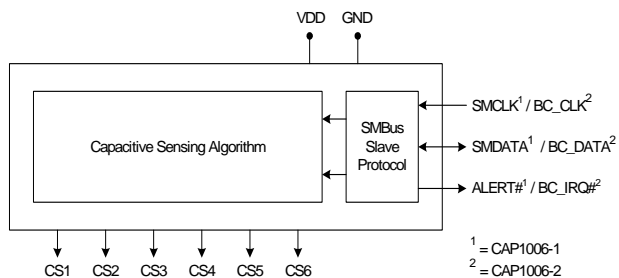 VDD GND
Capacitive Sensing Algorithm
SMBus
Slave
Protocol
SMCLK¹ / BC_CLK²
SMDATA¹ / BC_DATA²
ALERT#¹ / BC_IRQ#²
CS1 CS2 CS3 CS4 CS5 CS6
¹ = CAP1006-1
² = CAP1006-2